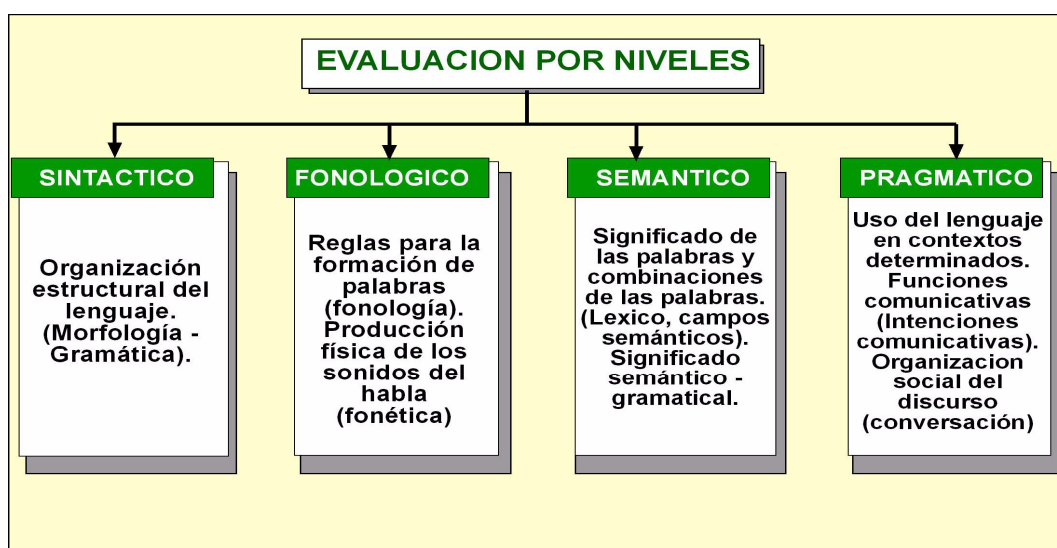 EVALUACION POR NIVELES
SINTACTICO
Organización
estructural del
lenguaje.
(Morfología -
Gramática).
FONOLOGICO
Reglas para la
formación de
palabras
(fonología).
Producción
física de los
sonidos del
habla
(fonética)
SEMANTICO
Significado de
las palabras y
combinaciones
de las palabras.
(Lexico, campos
semánticos).
Significado
semántico -
gramatical.
PRAGMATICO
Uso del lenguaje
en contextos
determinados.
Funciones
comunicativas
(Intenciones
comunicativas).
Organizacion
social del
discurso
(conversación)